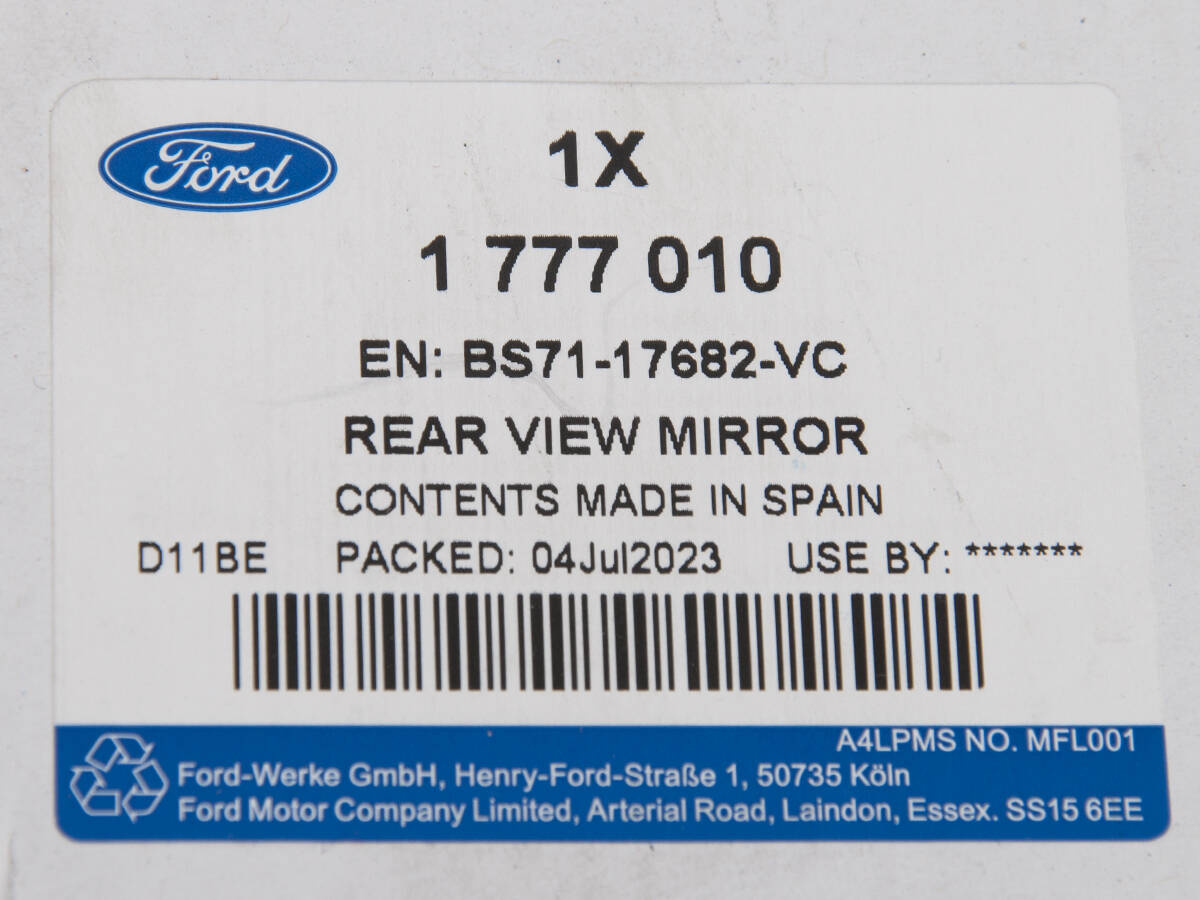 Ford
1X
1 777 010
EN: BS71-17682-VC
REAR VIEW MIRROR
CONTENTS MADE IN SPAIN
D11BE PACKED: 04Jul2023 USE BY: *******
A4LPMS NO. MFL001
Ford-Werke GmbH, Henry-Ford-Straße 1, 50735 Köln
Ford Motor Company Limited, Arterial Road, Laindon, Essex. SS15 6EE